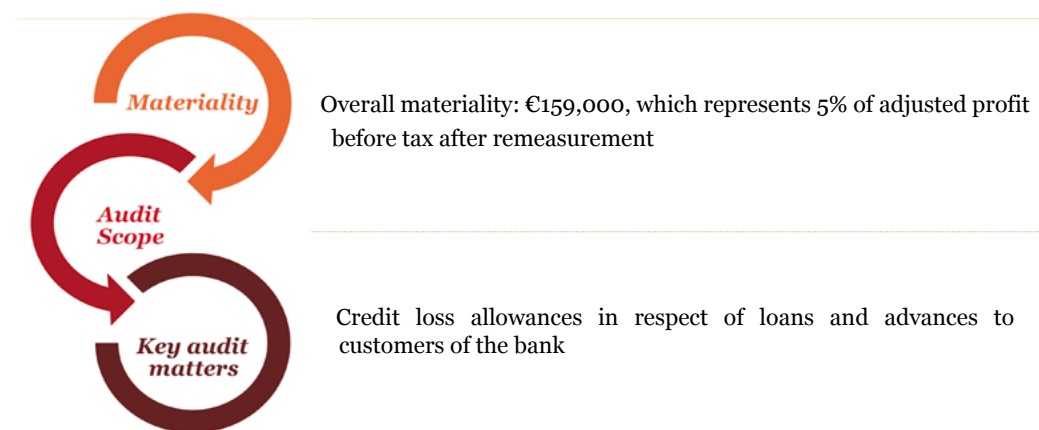 Materiality
Overall materiality: €159,000, which represents 5% of adjusted profit
before tax after remeasurement
Audit
Scope
Credit loss allowances in respect of loans and advances to
customers of the bank
Key audit
matters